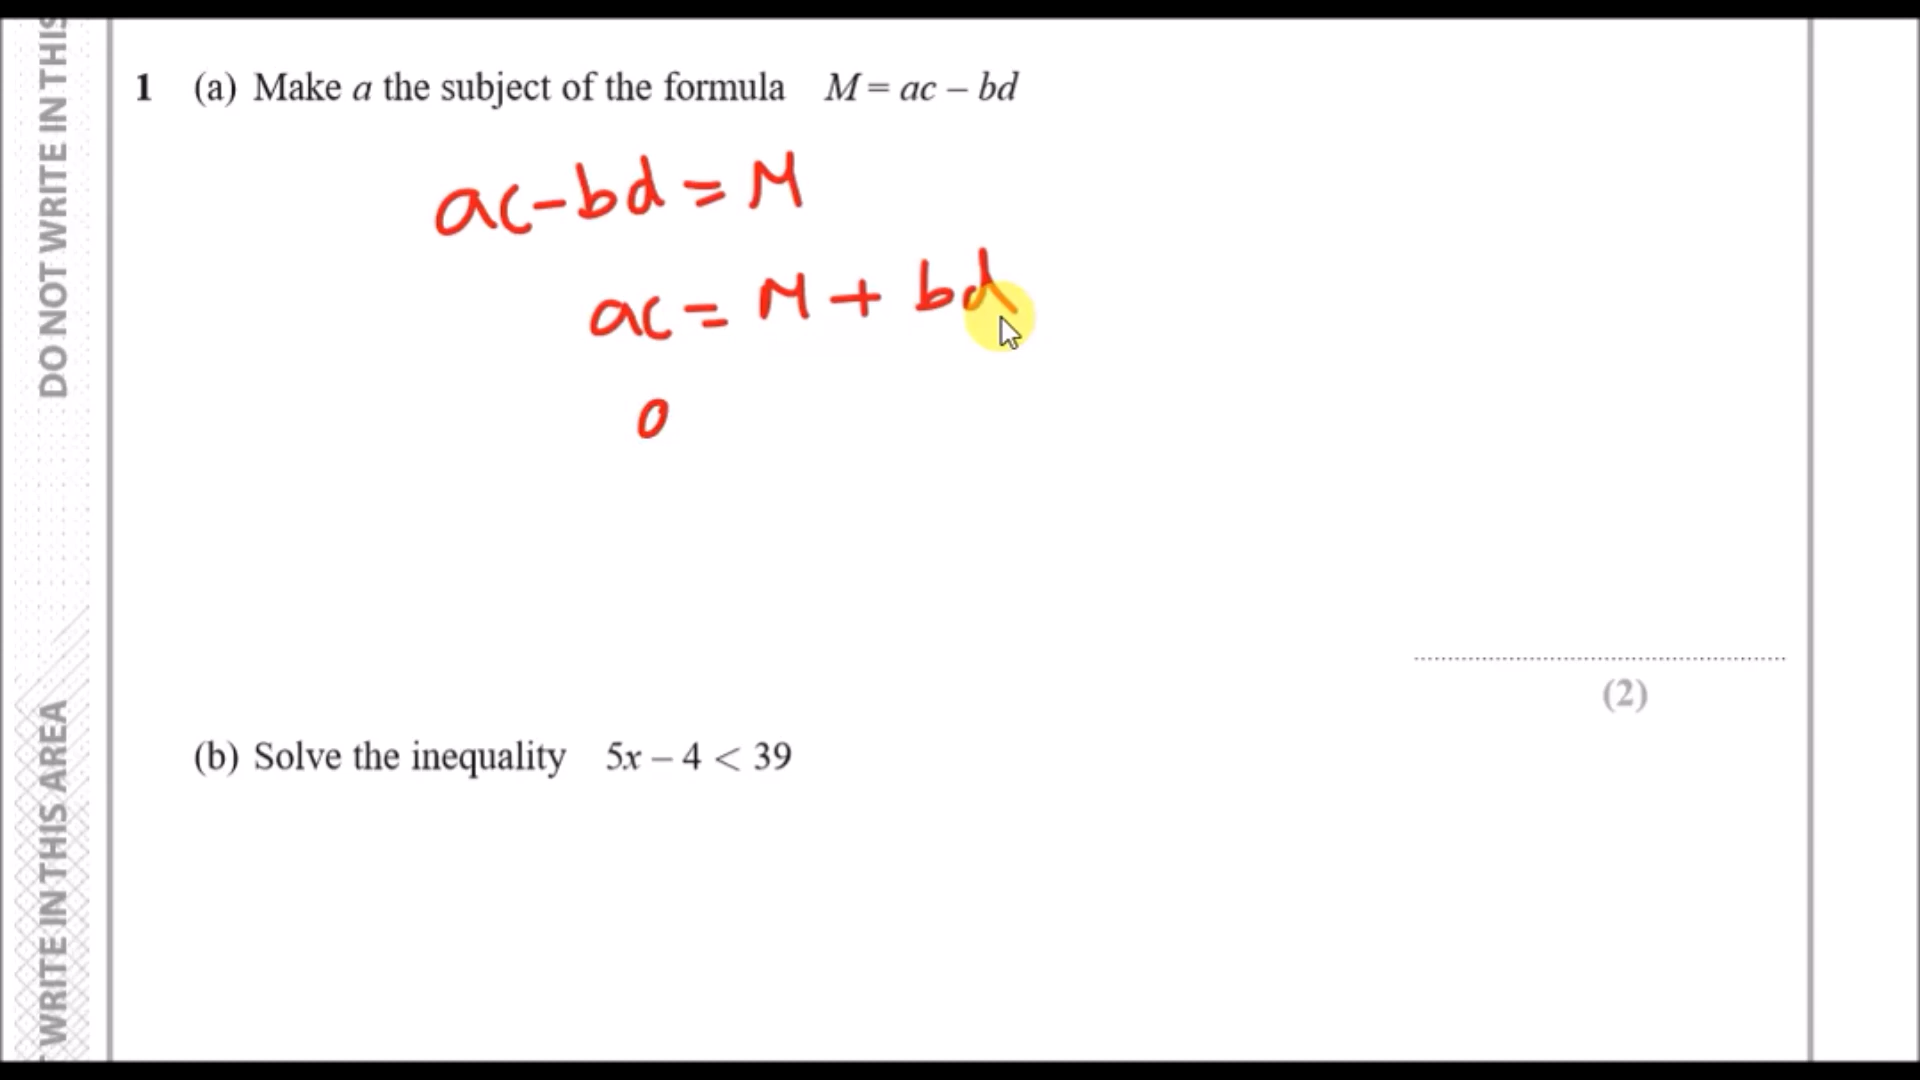 DO NOT WRITE IN THIS
WRITE IN THIS AREA
1 (a) Make a the subject of the formula M = ac – bd
ac-bd = M
ac = M + bd
0
(2)
(b) Solve the inequality 5x – 4 < 39